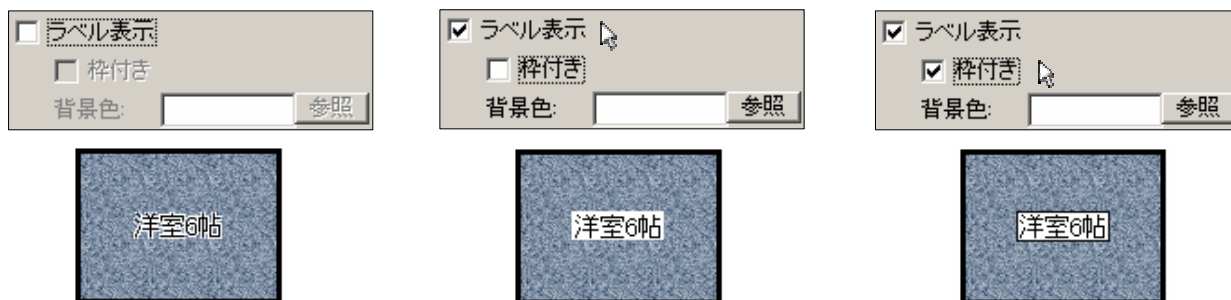 ラベル表示
枠付き
背景色: 参照
洋室6帖
ラベル表示
枠付き
背景色: 参照
洋室6帖
ラベル表示
枠付き
背景色: 参照
洋室6帖